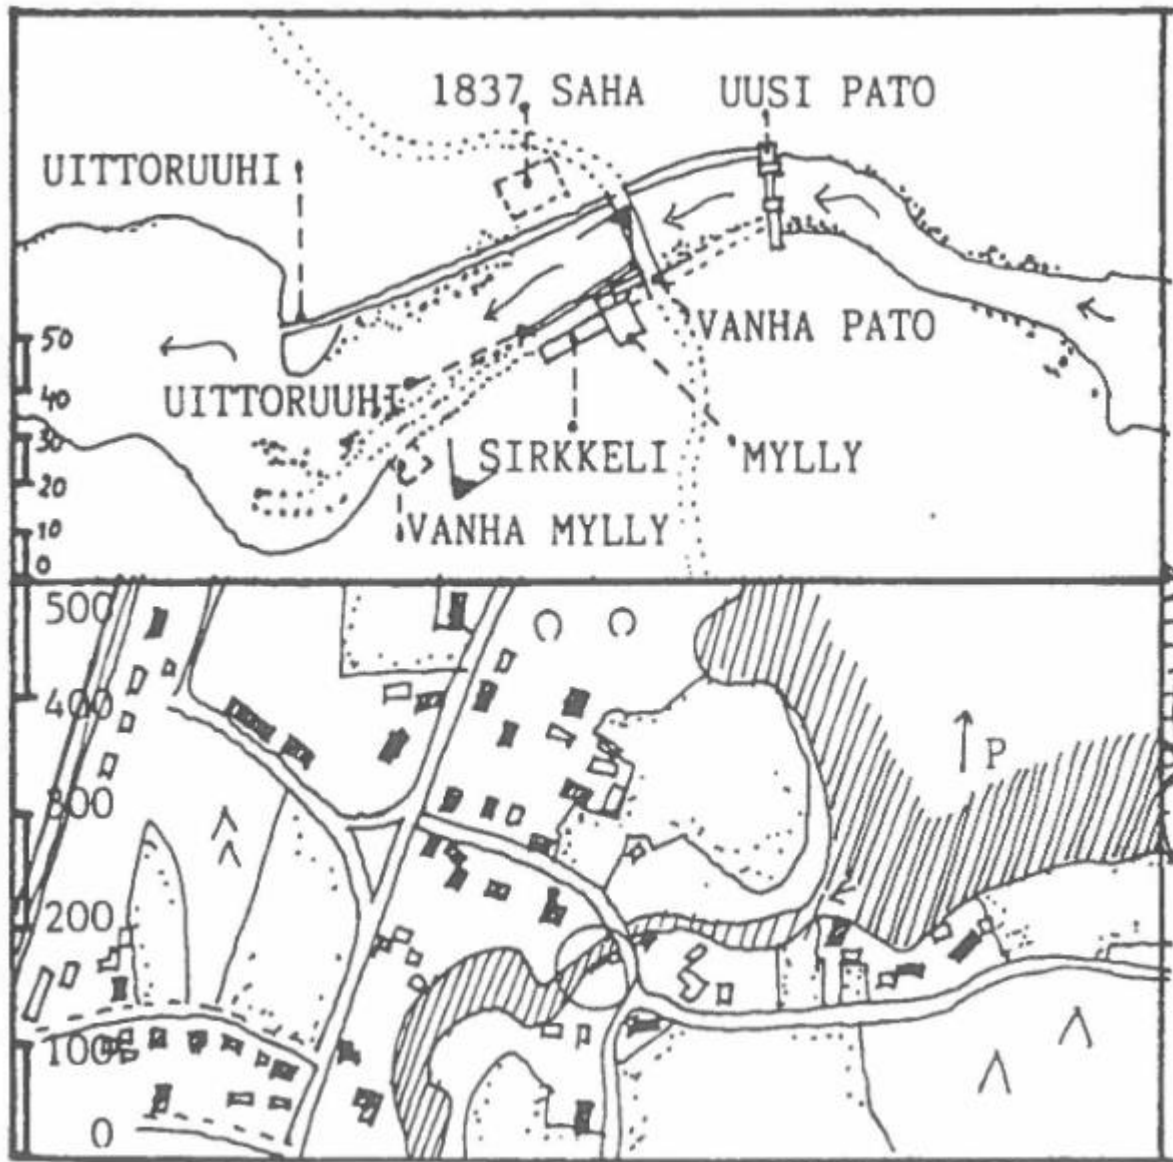 1837 SAHA
UUSI PATO
UITTORUUHI
VANHA PATO
UITTORUUHI
SIRKKELI
MYLLY
VANHA MYLLY
50
40
30
20
10
0
500
400
300
200
100
0
P